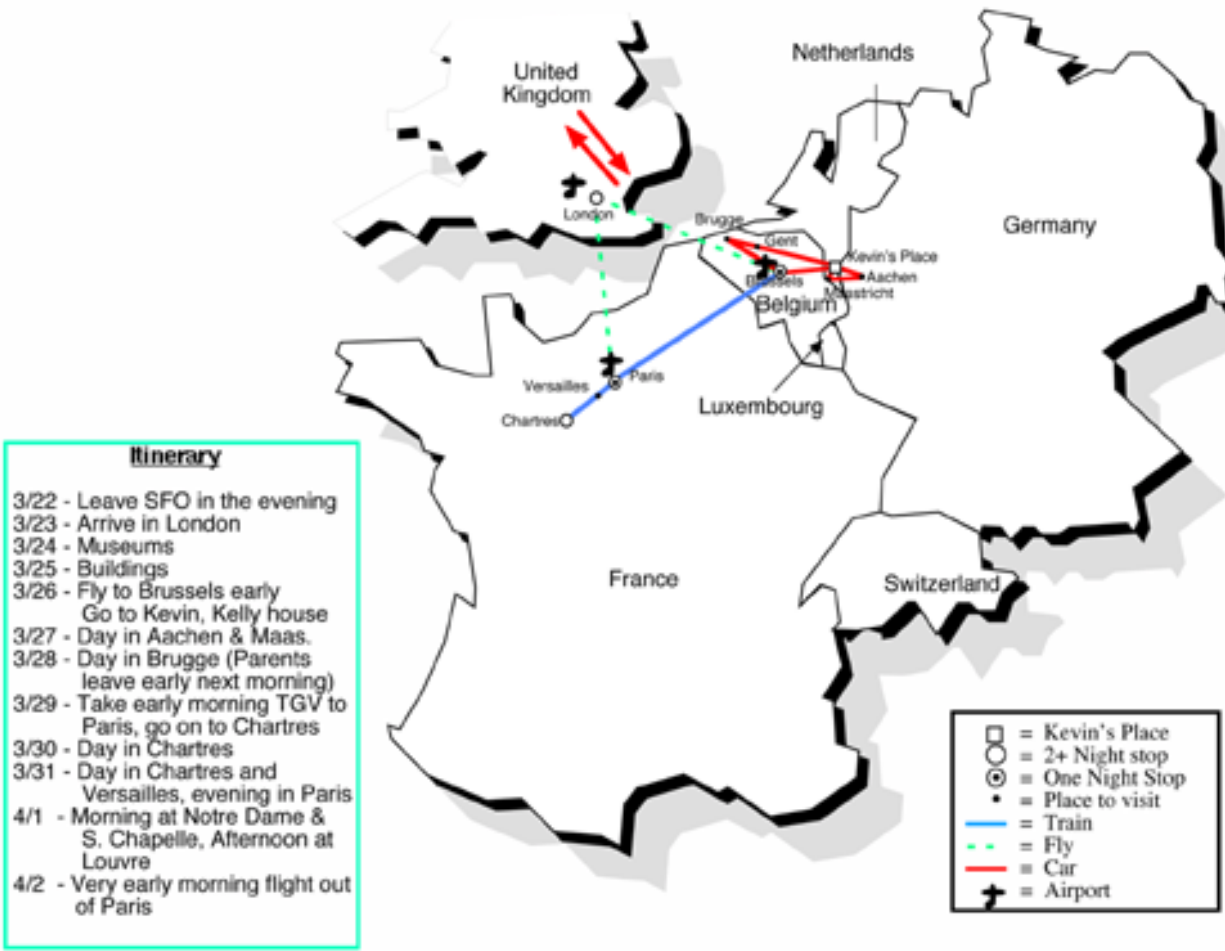 Netherlands
United
Kingdom
London
Brugge
Gent
Germany
Kevin's Place
Aachen
Brussels
Maastricht
Belgium
Paris
Versailles
Luxembourg
Chartres
Itinerary
3/22 - Leave SFO in the evening
3/23 - Arrive in London
3/24 - Museums
3/25 - Buildings
3/26 - Fly to Brussels early
Go to Kevin, Kelly house
3/27 - Day in Aachen & Maas.
3/28 - Day in Brugge (Parents
leave early next morning)
3/29 - Take early morning TGV to
Paris, go on to Chartres
3/30 - Day in Chartres
3/31 - Day in Chartres and
Versailles, evening in Paris
4/1 - Morning at Notre Dame &
S. Chapelle, Afternoon at
Louvre
4/2 - Very early morning flight out
of Paris
France
Switzerland
= Kevin's Place
= 2+ Night stop
= One Night Stop
= Place to visit
= Train
= Fly
= Car
= Airport